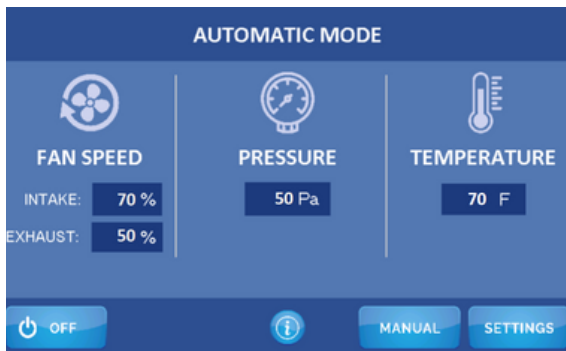 AUTOMATIC MODE
FAN SPEED
INTAKE: 70 %
EXHAUST: 50 %
PRESSURE
50 Pa
TEMPERATURE
70 F
OFF
i
MANUAL
SETTINGS